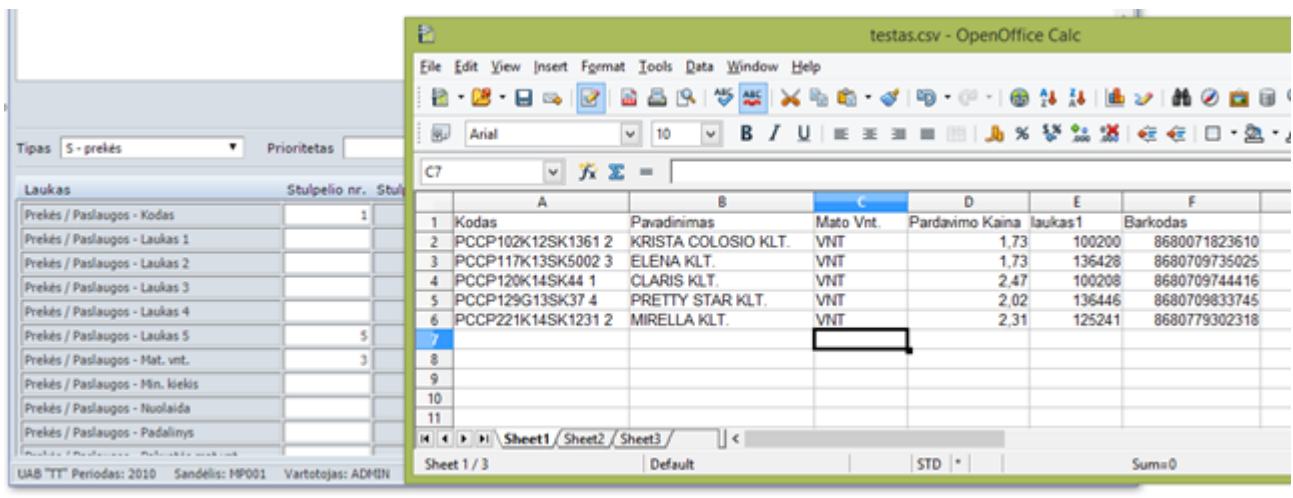 testas.csv - OpenOffice Calc
File Edit View Insert Format Tools Data Window Help
Arial 10 B I U
C7
A B C D E F
1 Kodas Pavadinimas Mato Vnt. Pardavimo Kaina laukas1 Barkodas
2 PCCP102K12SK1361 2 KRISTA COLOSIO KLT. VNT 1,73 100200 8680071823610
3 PCCP117K13SK5002 3 ELENA KLT. VNT 1,73 136428 8680709735025
4 PCCP120K14SK44 1 CLARIS KLT. VNT 2,47 100208 8680709744416
5 PCCP129G13SK37 4 PRETTY STAR KLT. VNT 2,02 136446 8680709833745
6 PCCP221K14SK1231 2 MIRELLA KLT. VNT 2,31 125241 8680779302318
7
8
9
10
11
Sheet1 Sheet2 Sheet3
Sheet 1 / 3 Default STD * Sum=0
Tipas S - prekės Prioritetas
Laukas Stulpelio nr.
Prekės / Paslaugos - Kodas 1
Prekės / Paslaugos - Laukas 1
Prekės / Paslaugos - Laukas 2
Prekės / Paslaugos - Laukas 3
Prekės / Paslaugos - Laukas 4
Prekės / Paslaugos - Laukas 5 5
Prekės / Paslaugos - Mat. vnt. 3
Prekės / Paslaugos - Min. kiekis
Prekės / Paslaugos - Nuolaida
Prekės / Paslaugos - Padalinys
UAB "TT" Periodas: 2010 Sandėlis: MP001 Vartotojas: ADMIN